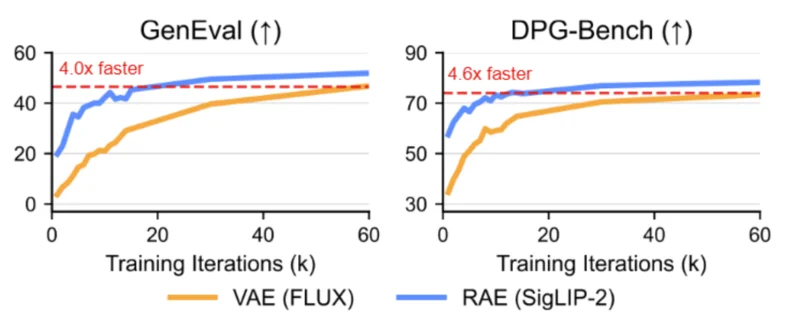 GenEval (↑)
60
4.0x faster
40
20
0
0 20 40 60
Training Iterations (k)
DPG-Bench (↑)
90
4.6x faster
70
50
30
0 20 40 60
Training Iterations (k)
VAE (FLUX) RAE (SigLIP-2)